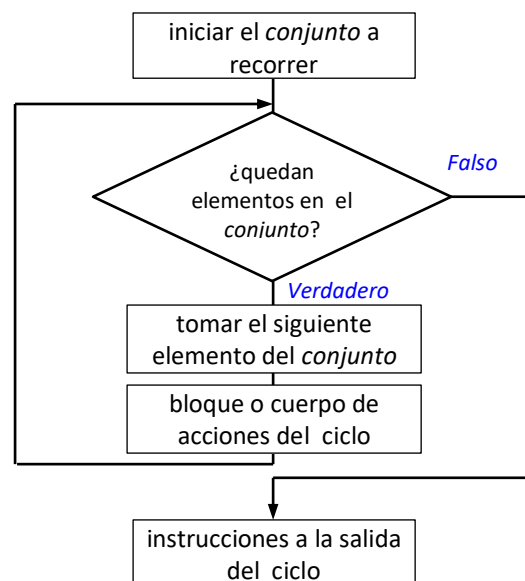 iniciar el conjunto a
recorrer
¿quedan
elementos en el
conjunto?
Falso
Verdadero
tomar el siguiente
elemento del conjunto
bloque o cuerpo de
acciones del ciclo
instrucciones a la salida
del ciclo